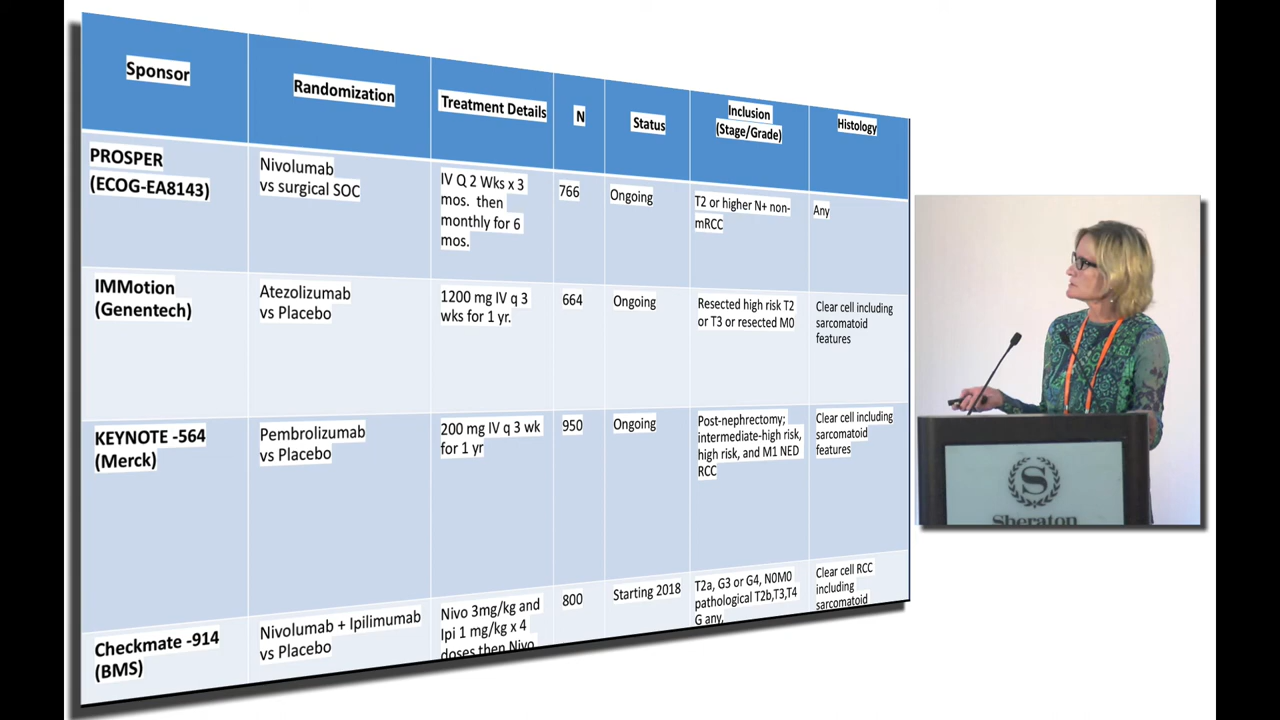 Sponsor
Randomization
Treatment Details
N
Status
Inclusion
(Stage/Grade)
Histology
PROSPER
(ECOG-EA8143)
Nivolumab
vs surgical SOC
IV Q 2 Wks x 3
mos. then
monthly for 6
mos.
766
Ongoing
T2 or higher N+ non-
mRCC
Any
IMMotion
(Genentech)
Atezolizumab
vs Placebo
1200 mg IV q 3
wks for 1 yr.
664
Ongoing
Resected high risk T2
or T3 or resected M0
Clear cell including
sarcomatoid
features
KEYNOTE -564
(Merck)
Pembrolizumab
vs Placebo
200 mg IV q 3 wk
for 1 yr
950
Ongoing
Post-nephrectomy;
intermediate-high risk,
high risk, and M1 NED
RCC
Clear cell including
sarcomatoid
features
Checkmate -914
(BMS)
Nivolumab + Ipilimumab
vs Placebo
Nivo 3mg/kg and
Ipi 1 mg/kg x 4
doses then Nivo
800
Starting 2018
T2a, G3 or G4, N0M0
pathological T2b,T3,T4
G any,
Clear cell RCC
including
sarcomatoid
S
Sheraton